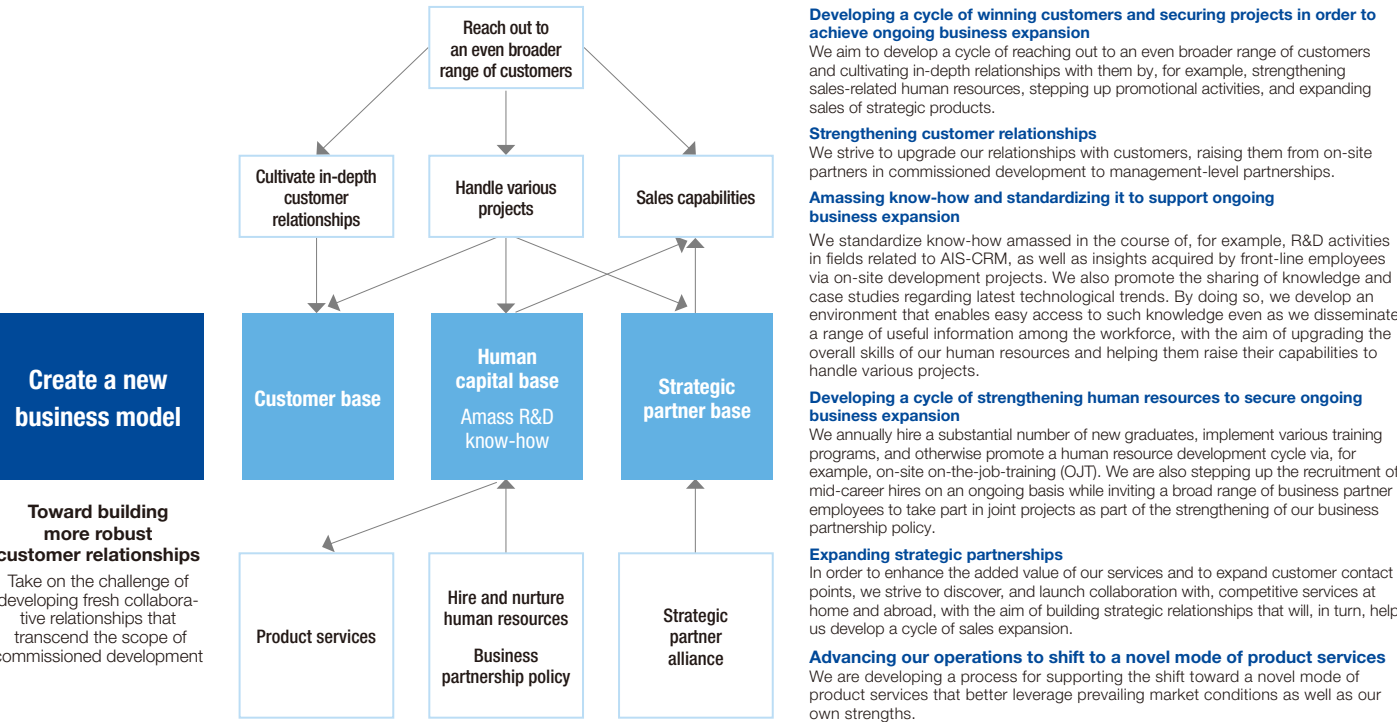 Reach out to
an even broader
range of customers
Cultivate in-depth
customer
relationships
Handle various
projects
Sales capabilities
Create a new
business model
Customer base
Human
capital base
Amass R&D
know-how
Strategic
partner base
Toward building
more robust
customer relationships
Take on the challenge of
developing fresh collabora-
tive relationships that
transcend the scope of
commissioned development
Product services
Hire and nurture
human resources
Business
partnership policy
Strategic
partner
alliance
Developing a cycle of winning customers and securing projects in order to
achieve ongoing business expansion
We aim to develop a cycle of reaching out to an even broader range of customers
and cultivating in-depth relationships with them by, for example, strengthening
sales-related human resources, stepping up promotional activities, and expanding
sales of strategic products.
Strengthening customer relationships
We strive to upgrade our relationships with customers, raising them from on-site
partners in commissioned development to management-level partnerships.
Amassing know-how and standardizing it to support ongoing
business expansion
We standardize know-how amassed in the course of, for example, R&D activities
in fields related to AIS-CRM, as well as insights acquired by front-line employees
via on-site development projects. We also promote the sharing of knowledge and
case studies regarding latest technological trends. By doing so, we develop an
environment that enables easy access to such knowledge even as we disseminate
a range of useful information among the workforce, with the aim of upgrading the
overall skills of our human resources and helping them raise their capabilities to
handle various projects.
Developing a cycle of strengthening human resources to secure ongoing
business expansion
We annually hire a substantial number of new graduates, implement various training
programs, and otherwise promote a human resource development cycle via, for
example, on-site on-the-job-training (OJT). We are also stepping up the recruitment of
mid-career hires on an ongoing basis while inviting a broad range of business partner
employees to take part in joint projects as part of the strengthening of our business
partnership policy.
Expanding strategic partnerships
In order to enhance the added value of our services and to expand customer contact
points, we strive to discover, and launch collaboration with, competitive services at
home and abroad, with the aim of building strategic relationships that will, in turn, help
us develop a cycle of sales expansion.
Advancing our operations to shift to a novel mode of product services
We are developing a process for supporting the shift toward a novel mode of
product services that better leverage prevailing market conditions as well as our
own strengths.